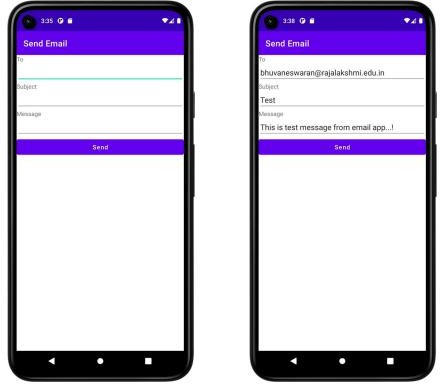 3:35
Send Email
To
Subject
Message
Send
3:38
Send Email
To
bhuvaneswaran@rajalakshmi.edu.in
Subject
Test
Message
This is test message from email app...!
Send